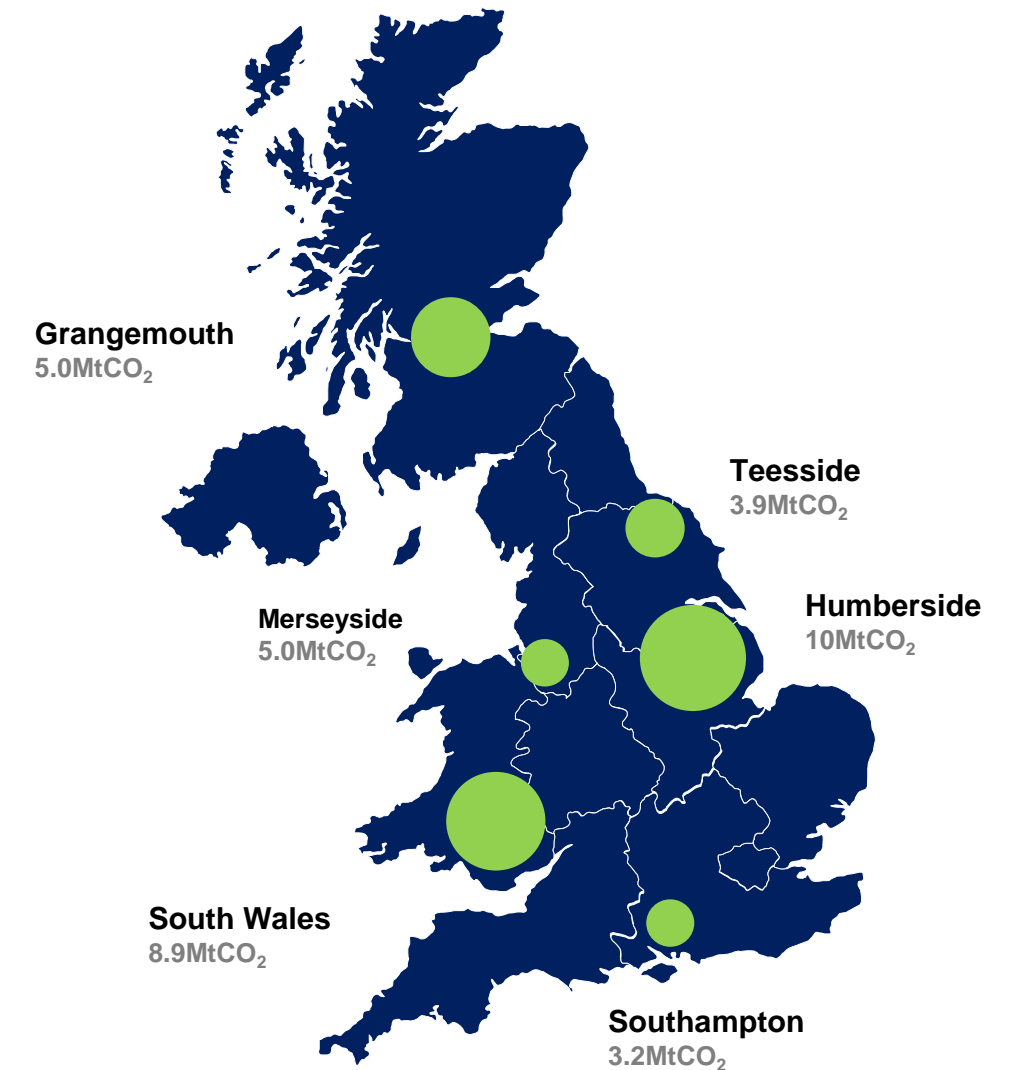 Grangemouth
5.0MtCO₂
Teesside
3.9MtCO₂
Merseyside
5.0MtCO₂
Humberside
10MtCO₂
South Wales
8.9MtCO₂
Southampton
3.2MtCO₂